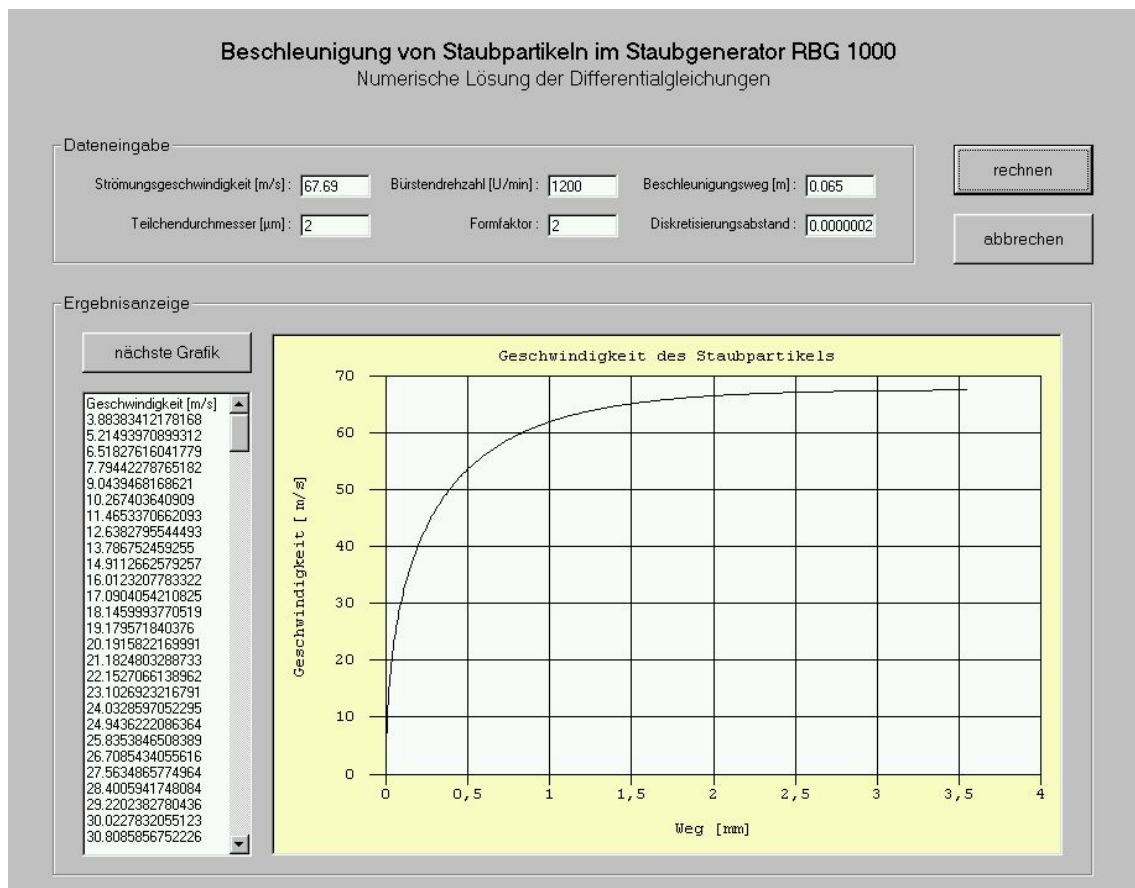 Beschleunigung von Staubpartikeln im Staubgenerator RBG 1000
Numerische Lösung der Differentialgleichungen
Dateneingabe
Strömungsgeschwindigkeit [m/s] : 67.69 Bürstendrehzahl [U/min] : 1200 Beschleunigungsweg [m] : 0.065
Teilchendurchmesser [µm] : 2 Formfaktor : 2 Diskretisierungsabstand : 0.0000002
rechnen
abbrechen
Ergebnisanzeige
nächste Grafik
Geschwindigkeit [m/s]
3.88383412178168
5.21493970899312
6.51827616041779
7.79442278765182
9.0439468168621
10.267403640909
11.4653370662093
12.6382795544493
13.786752459255
14.9112662579257
16.0123207783322
17.0904054210825
18.1459993770519
19.179571840376
20.1915822169991
21.1824803288733
22.1527066138962
23.1026923216791
24.0328597052295
24.9436222086364
25.8353846508389
26.7085434055616
27.5634865774964
28.4005941748084
29.2202382780436
30.0227832055123
30.8085856752226
Geschwindigkeit des Staubpartikels
Geschwindigkeit [ m/s]
70
60
50
40
30
20
10
0
0 0,5 1 1,5 2 2,5 3 3,5 4
Weg [mm]